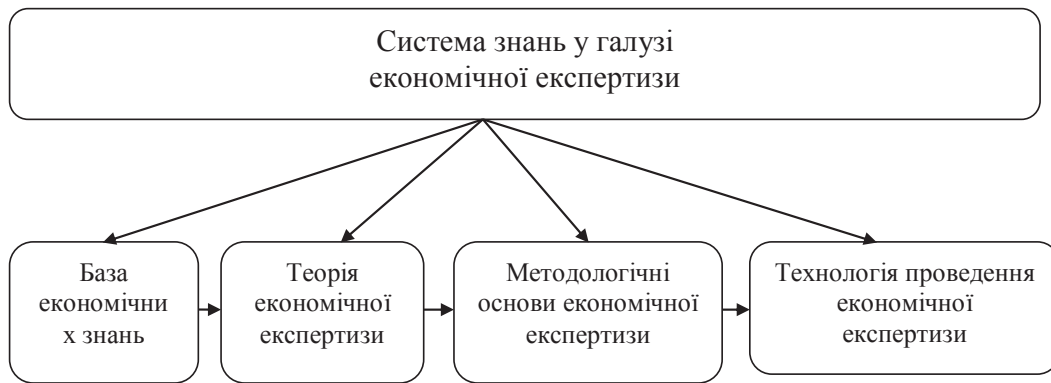 Система знань у галузі
економічної експертизи
База
економічни
х знань
Теорія
економічної
експертизи
Методологічні
основи економічної
експертизи
Технологія проведення
економічної
експертизи